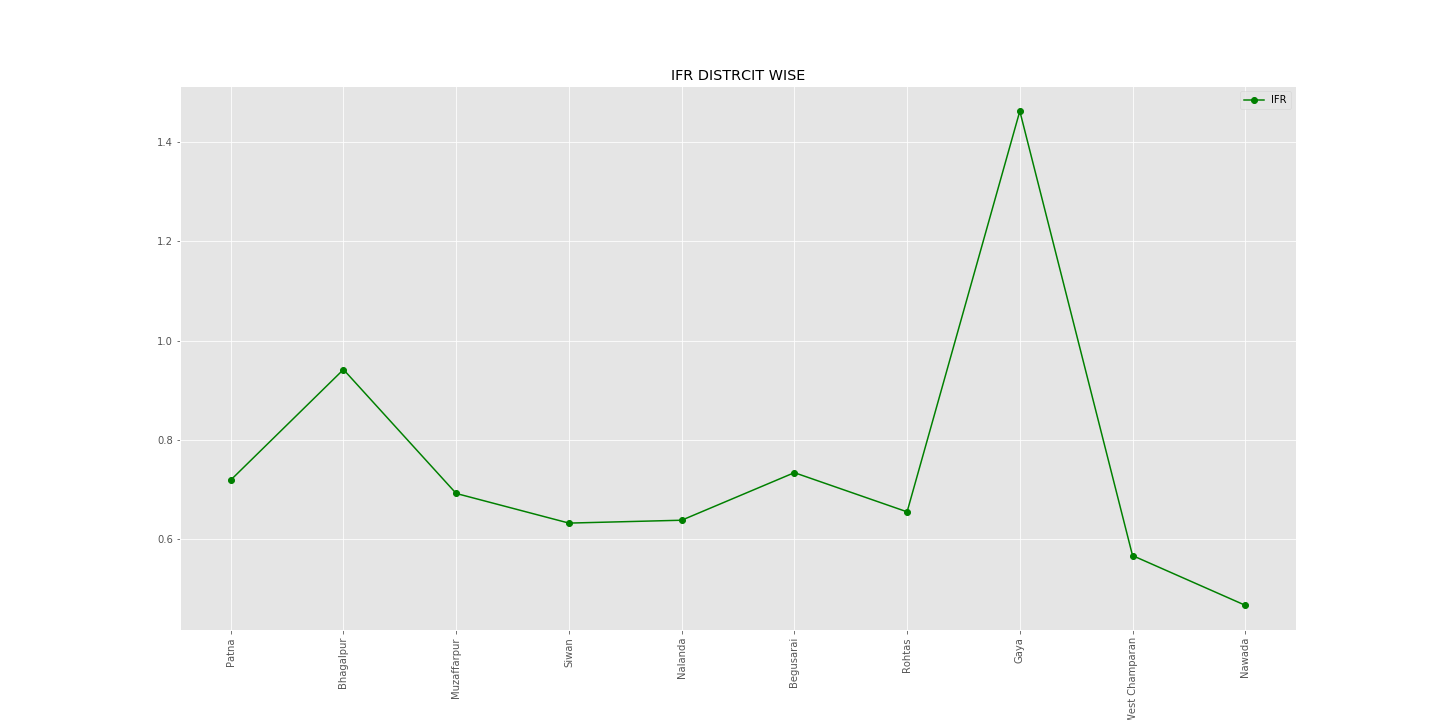 IFR DISTRCIT WISE
IFR
1.4
1.2
1.0
0.8
0.6
Patna
Bhagalpur
Muzaffarpur
Siwan
Nalanda
Begusarai
Rohtas
Gaya
West Champaran
Nawada